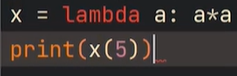 x = lambda a: a*a
print(x(5))